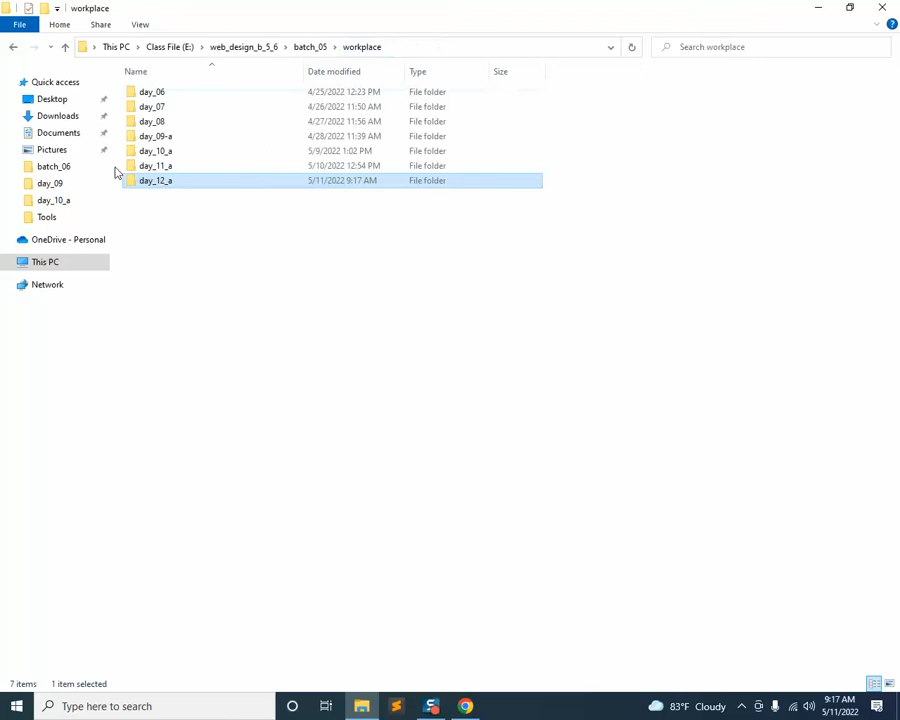 workplace
File Home Share View
This PC > Class File (E:) > web_design_b_5_6 > batch_05 > workplace
Search workplace
Name Date modified Type Size
Quick access
Desktop
Downloads
Documents
Pictures
batch_06
day_09
day_10_a
Tools
OneDrive - Personal
This PC
Network
day_06 4/25/2022 12:23 PM File folder
day_07 4/26/2022 11:50 AM File folder
day_08 4/27/2022 11:56 AM File folder
day_09-a 4/28/2022 11:39 AM File folder
day_10_a 5/9/2022 1:02 PM File folder
day_11_a 5/10/2022 12:54 PM File folder
day_12_a 5/11/2022 9:17 AM File folder
7 items 1 item selected
Type here to search
83°F Cloudy
9:17 AM
5/11/2022